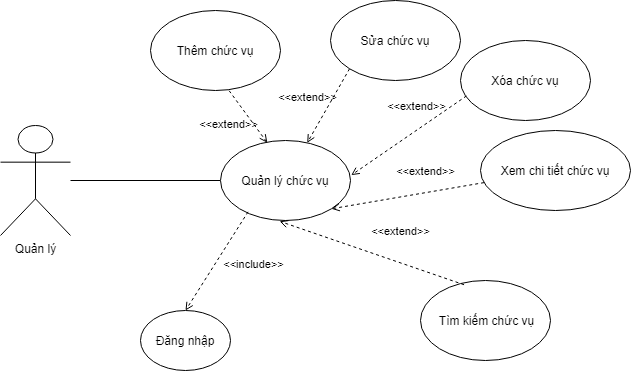 Thêm chức vụ
Sửa chức vụ
Xóa chức vụ
<<extend>>
<<extend>>
<<extend>>
<<extend>>
Quản lý chức vụ
Xem chi tiết chức vụ
Quản lý
<<extend>>
<<include>>
Đăng nhập
Tìm kiếm chức vụ